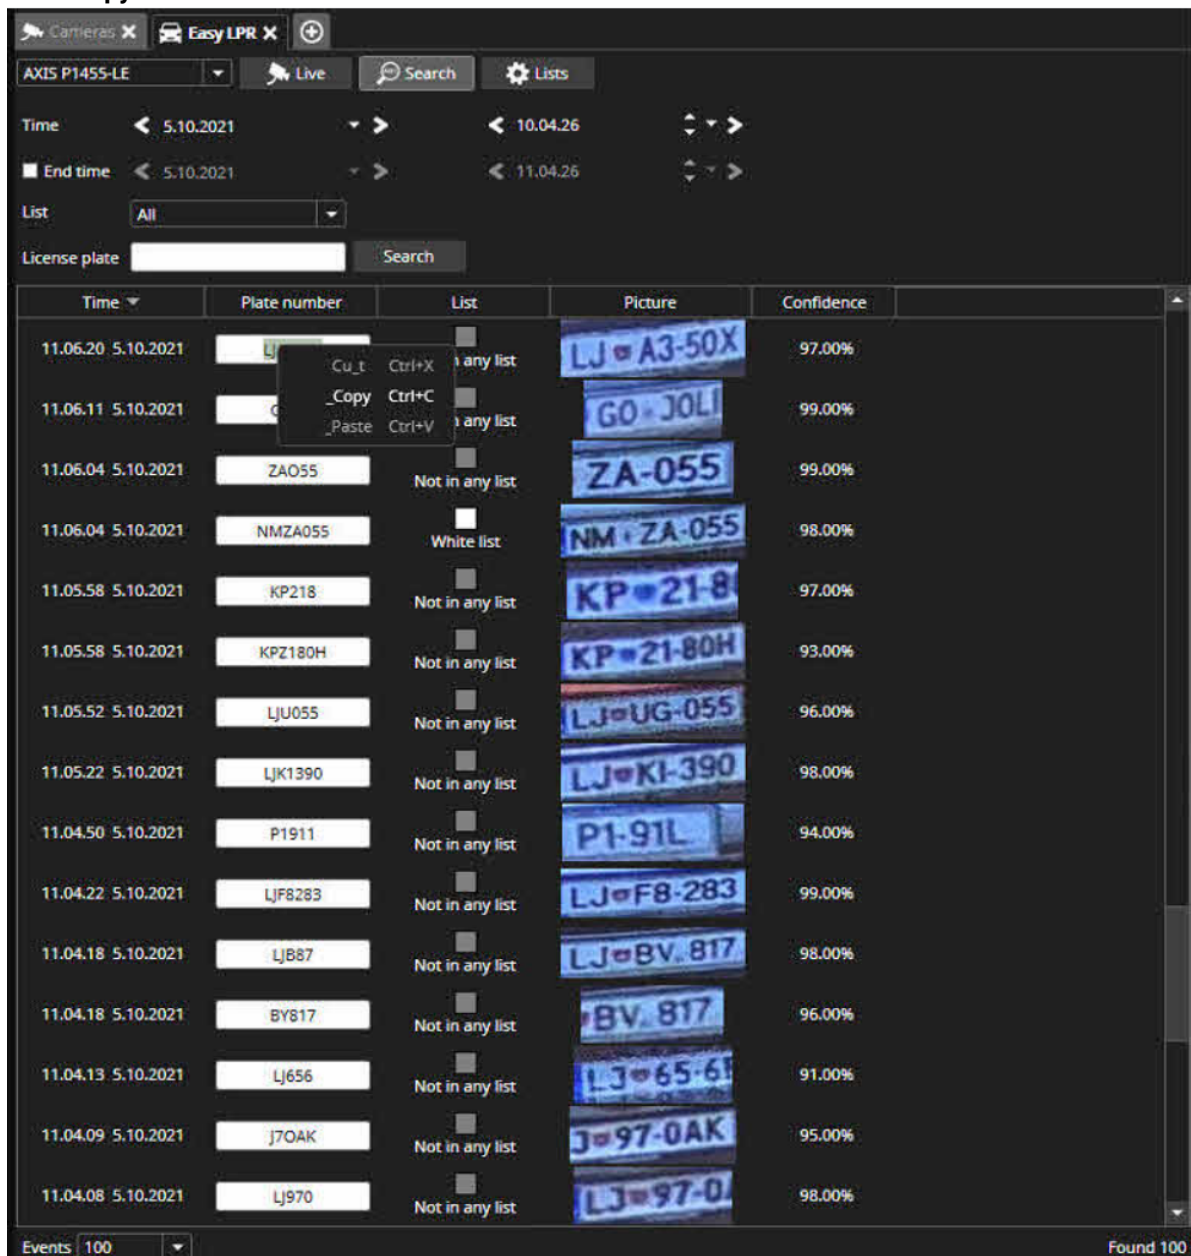 Cameras Easy LPR
AXIS P1455-LE Live Search Lists
Time 5.10.2021 10.04.26
End time 5.10.2021 11.04.26
List All
License plate Search
Time Plate number List Picture Confidence
11.06.20 5.10.2021 any list LJ A3-50X 97.00%
Cu_t Ctrl+X
_Copy Ctrl+C
_Paste Ctrl+V
11.06.11 5.10.2021 any list GO JOLI 99.00%
11.06.04 5.10.2021 ZAO55 Not in any list ZA-055 99.00%
11.06.04 5.10.2021 NMZA055 White list NM ZA-055 98.00%
11.05.58 5.10.2021 KP218 Not in any list KP 21-8 97.00%
11.05.58 5.10.2021 KPZ180H Not in any list KP 21-80H 93.00%
11.05.52 5.10.2021 LJU055 Not in any list LJ UG-055 96.00%
11.05.22 5.10.2021 LJK1390 Not in any list LJ KI-390 98.00%
11.04.50 5.10.2021 P1911 Not in any list P1-91L 94.00%
11.04.22 5.10.2021 LJF8283 Not in any list LJ F8-283 99.00%
11.04.18 5.10.2021 LJB87 Not in any list LJ BV. 817 98.00%
11.04.18 5.10.2021 BY817 Not in any list BV. 817 96.00%
11.04.13 5.10.2021 LJ656 Not in any list LJ 65-6 91.00%
11.04.09 5.10.2021 J7OAK Not in any list J 97-0AK 95.00%
11.04.08 5.10.2021 LJ970 Not in any list LJ 97-0 98.00%
Events 100 Found 100